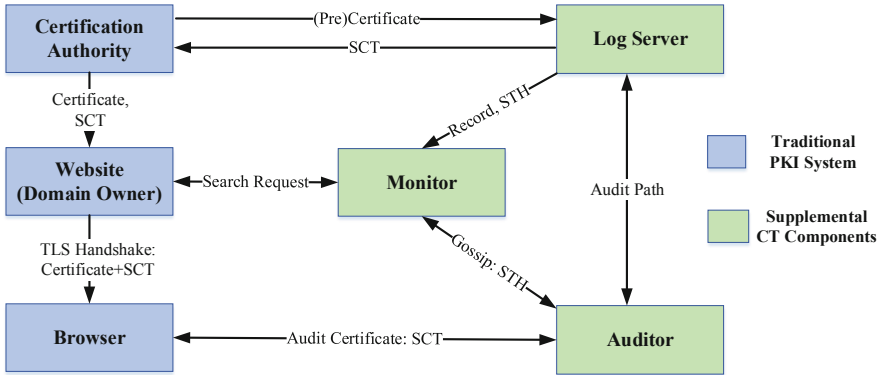 Certification
Authority
(Pre)Certificate
SCT
Log Server
Certificate,
SCT
Record, STH
Website
(Domain Owner)
Search Request
Monitor
Audit Path
Traditional
PKI System
Supplemental
CT Components
TLS Handshake:
Certificate+SCT
Gossip: STH
Browser
Audit Certificate: SCT
Auditor